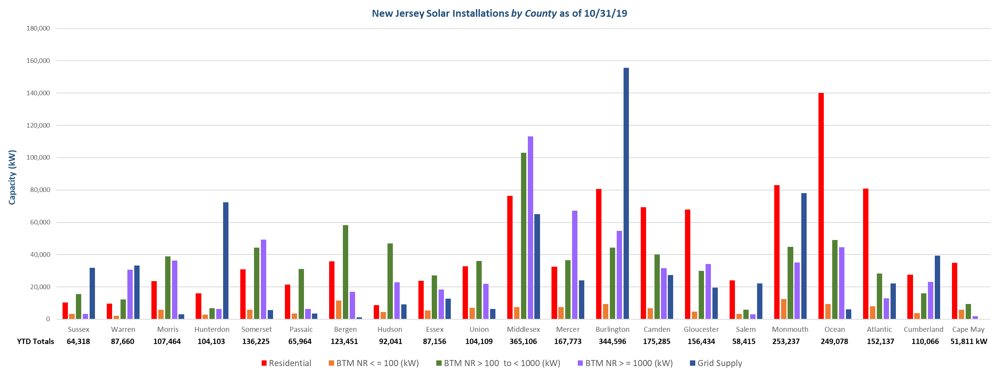 New Jersey Solar Installations by County as of 10/31/19
180,000
160,000
140,000
120,000
100,000
80,000
60,000
40,000
20,000
0
Capacity (kW)
Sussex Warren Morris Hunterdon Somerset Passaic Bergen Hudson Essex Union Middlesex Mercer Burlington Camden Gloucester Salem Monmouth Ocean Atlantic Cumberland Cape May
YTD Totals 64,318 87,660 107,464 104,103 136,225 65,964 123,451 92,041 87,156 104,109 365,106 167,773 344,596 175,285 156,434 58,415 253,237 249,078 152,137 110,066 51,811 kW
Residential BTM NR < = 100 (kW) BTM NR > 100 to < 1000 (kW) BTM NR > = 1000 (kW) Grid Supply